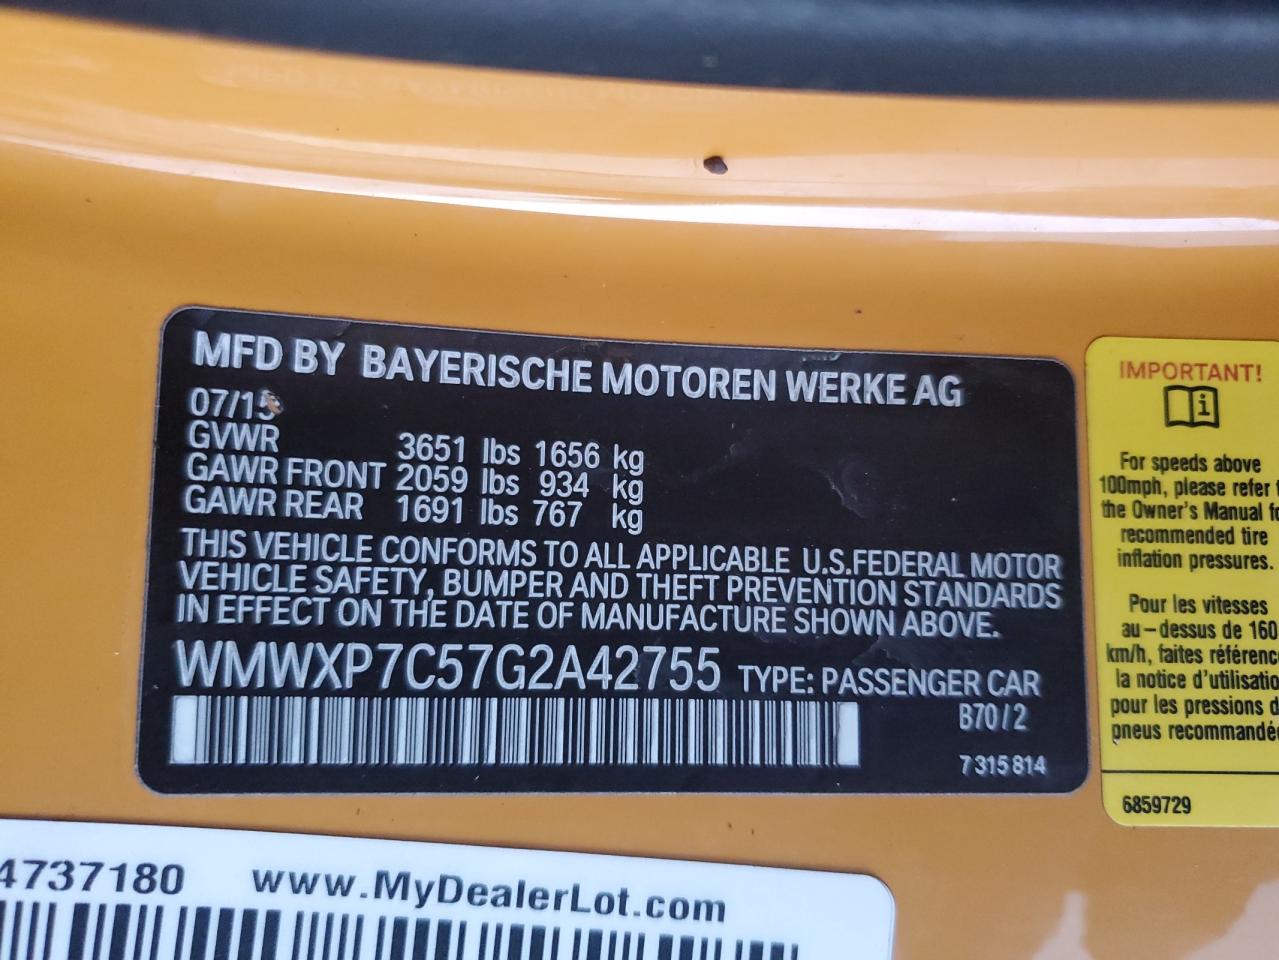 MFD BY BAYERISCHE MOTOREN WERKE AG
07/15
GVWR 3651 lbs 1656 kg
GAWR FRONT 2059 lbs 934 kg
GAWR REAR 1691 lbs 767 kg
THIS VEHICLE CONFORMS TO ALL APPLICABLE U.S.FEDERAL MOTOR
VEHICLE SAFETY, BUMPER AND THEFT PREVENTION STANDARDS
IN EFFECT ON THE DATE OF MANUFACTURE SHOWN ABOVE.
WMWXP7C57G2A42755 TYPE: PASSENGER CAR
B70/2
7 315 814
IMPORTANT!
For speeds above
100mph, please refer
the Owner's Manual
recommended tire
inflation pressures.
Pour les vitesses
au-dessus de 160
km/h, faites
la notice
pour les pressions
pneus
6859729
4737180 www.MyDealerLot.com